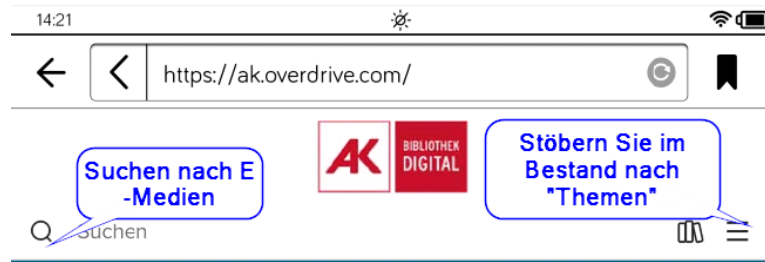 14:21
https://ak.overdrive.com/
AK BIBLIOTHEK
DIGITAL
Suchen nach E
-Medien
Stöbern Sie im
Bestand nach
"Themen"
Suchen